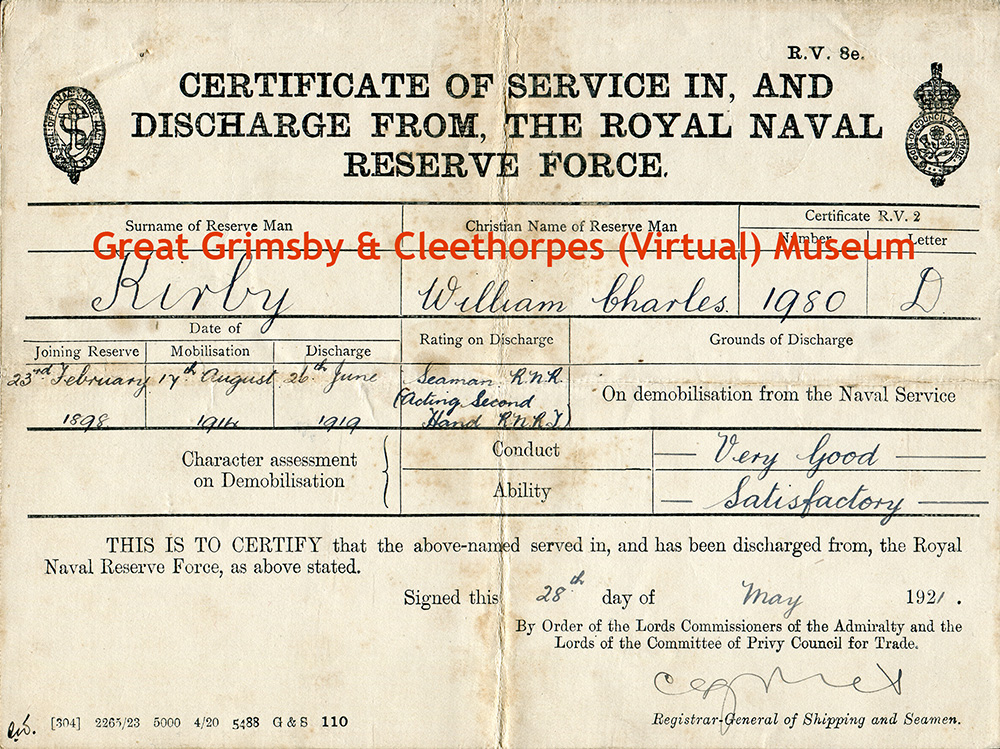 R.V. 8e.
CERTIFICATE OF SERVICE IN, AND
DISCHARGE FROM, THE ROYAL NAVAL
RESERVE FORCE.
Surname of Reserve Man
Christian Name of Reserve Man
Certificate R.V. 2
Number
Letter
Great Grimsby & Cleethorpes (Virtual) Museum
Kirby
William Charles.
1980
D
Date of
Joining Reserve
Mobilisation
Discharge
Rating on Discharge
Grounds of Discharge
23rd February
1898
17th August
1914
26th June
1919
Seaman R.N.R.
(Acting Second
Hand R.N.R.T)
On demobilisation from the Naval Service
Character assessment
on Demobilisation
Conduct
Very Good
Ability
Satisfactory
THIS IS TO CERTIFY that the above-named served in, and has been discharged from, the Royal
Naval Reserve Force, as above stated.
Signed this 28th day of May 1921.
By Order of the Lords Commissioners of the Admiralty and the
Lords of the Committee of Privy Council for Trade.
Registrar-General of Shipping and Seamen.
[304] 2265/23 5000 4/20 5488 G & S 110